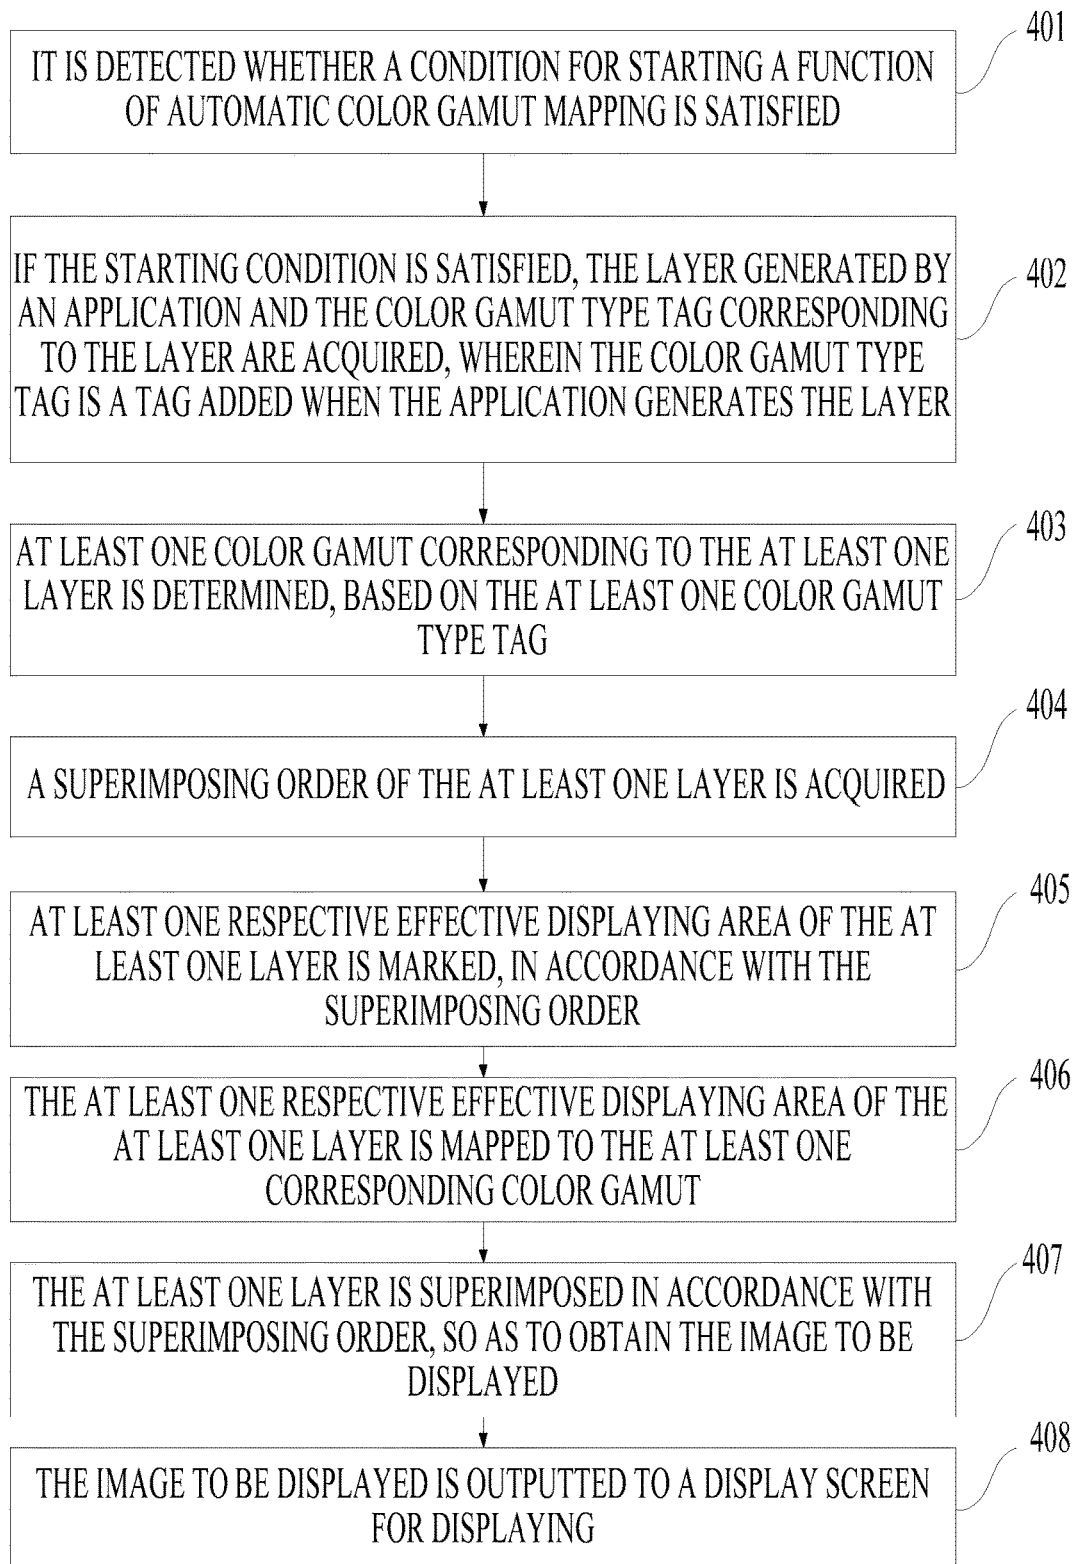 401
IT IS DETECTED WHETHER A CONDITION FOR STARTING A FUNCTION
OF AUTOMATIC COLOR GAMUT MAPPING IS SATISFIED
402
IF THE STARTING CONDITION IS SATISFIED, THE LAYER GENERATED BY
AN APPLICATION AND THE COLOR GAMUT TYPE TAG CORRESPONDING
TO THE LAYER ARE ACQUIRED, WHEREIN THE COLOR GAMUT TYPE
TAG IS A TAG ADDED WHEN THE APPLICATION GENERATES THE LAYER
403
AT LEAST ONE COLOR GAMUT CORRESPONDING TO THE AT LEAST ONE
LAYER IS DETERMINED, BASED ON THE AT LEAST ONE COLOR GAMUT
TYPE TAG
404
A SUPERIMPOSING ORDER OF THE AT LEAST ONE LAYER IS ACQUIRED
405
AT LEAST ONE RESPECTIVE EFFECTIVE DISPLAYING AREA OF THE AT
LEAST ONE LAYER IS MARKED, IN ACCORDANCE WITH THE
SUPERIMPOSING ORDER
406
THE AT LEAST ONE RESPECTIVE EFFECTIVE DISPLAYING AREA OF THE
AT LEAST ONE LAYER IS MAPPED TO THE AT LEAST ONE
CORRESPONDING COLOR GAMUT
407
THE AT LEAST ONE LAYER IS SUPERIMPOSED IN ACCORDANCE WITH
THE SUPERIMPOSING ORDER, SO AS TO OBTAIN THE IMAGE TO BE
DISPLAYED
408
THE IMAGE TO BE DISPLAYED IS OUTPUTTED TO A DISPLAY SCREEN
FOR DISPLAYING